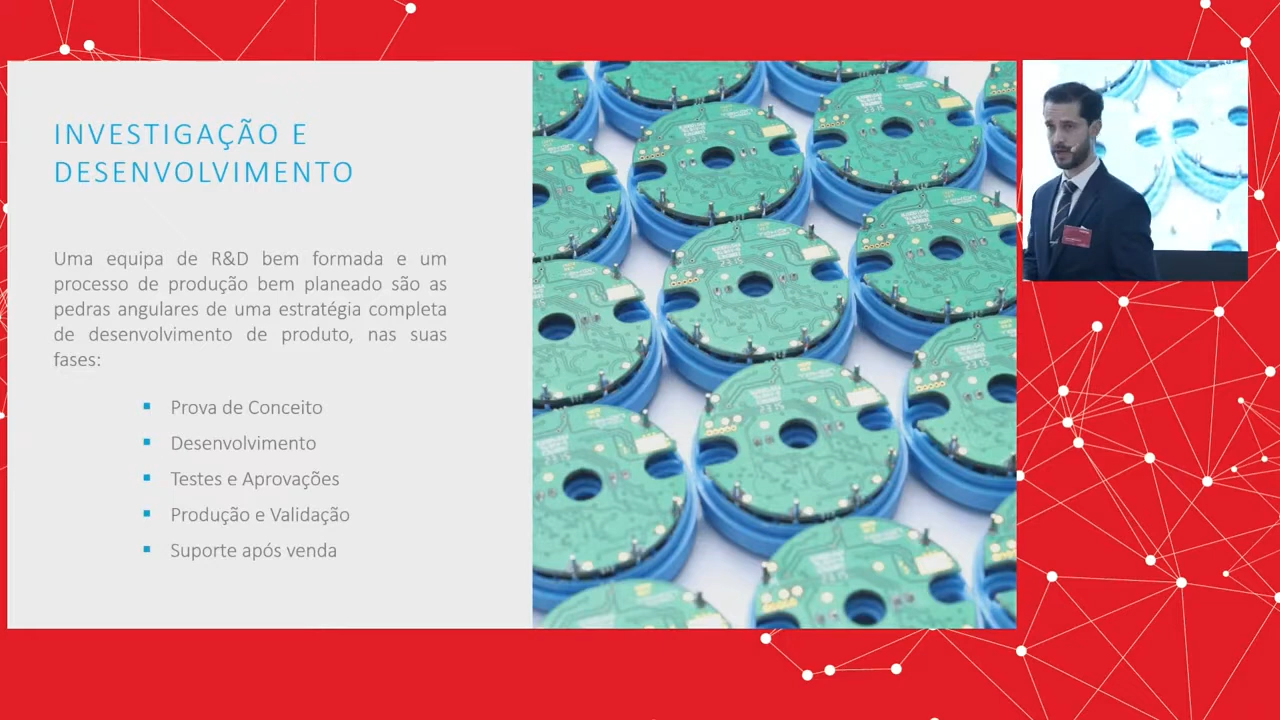 INVESTIGAÇÃO E
DESENVOLVIMENTO
Uma equipa de R&D bem formada e um
processo de produção bem planeado são as
pedras angulares de uma estratégia completa
de desenvolvimento de produto, nas suas
fases:
Prova de Conceito
Desenvolvimento
Testes e Aprovações
Produção e Validação
Suporte após venda